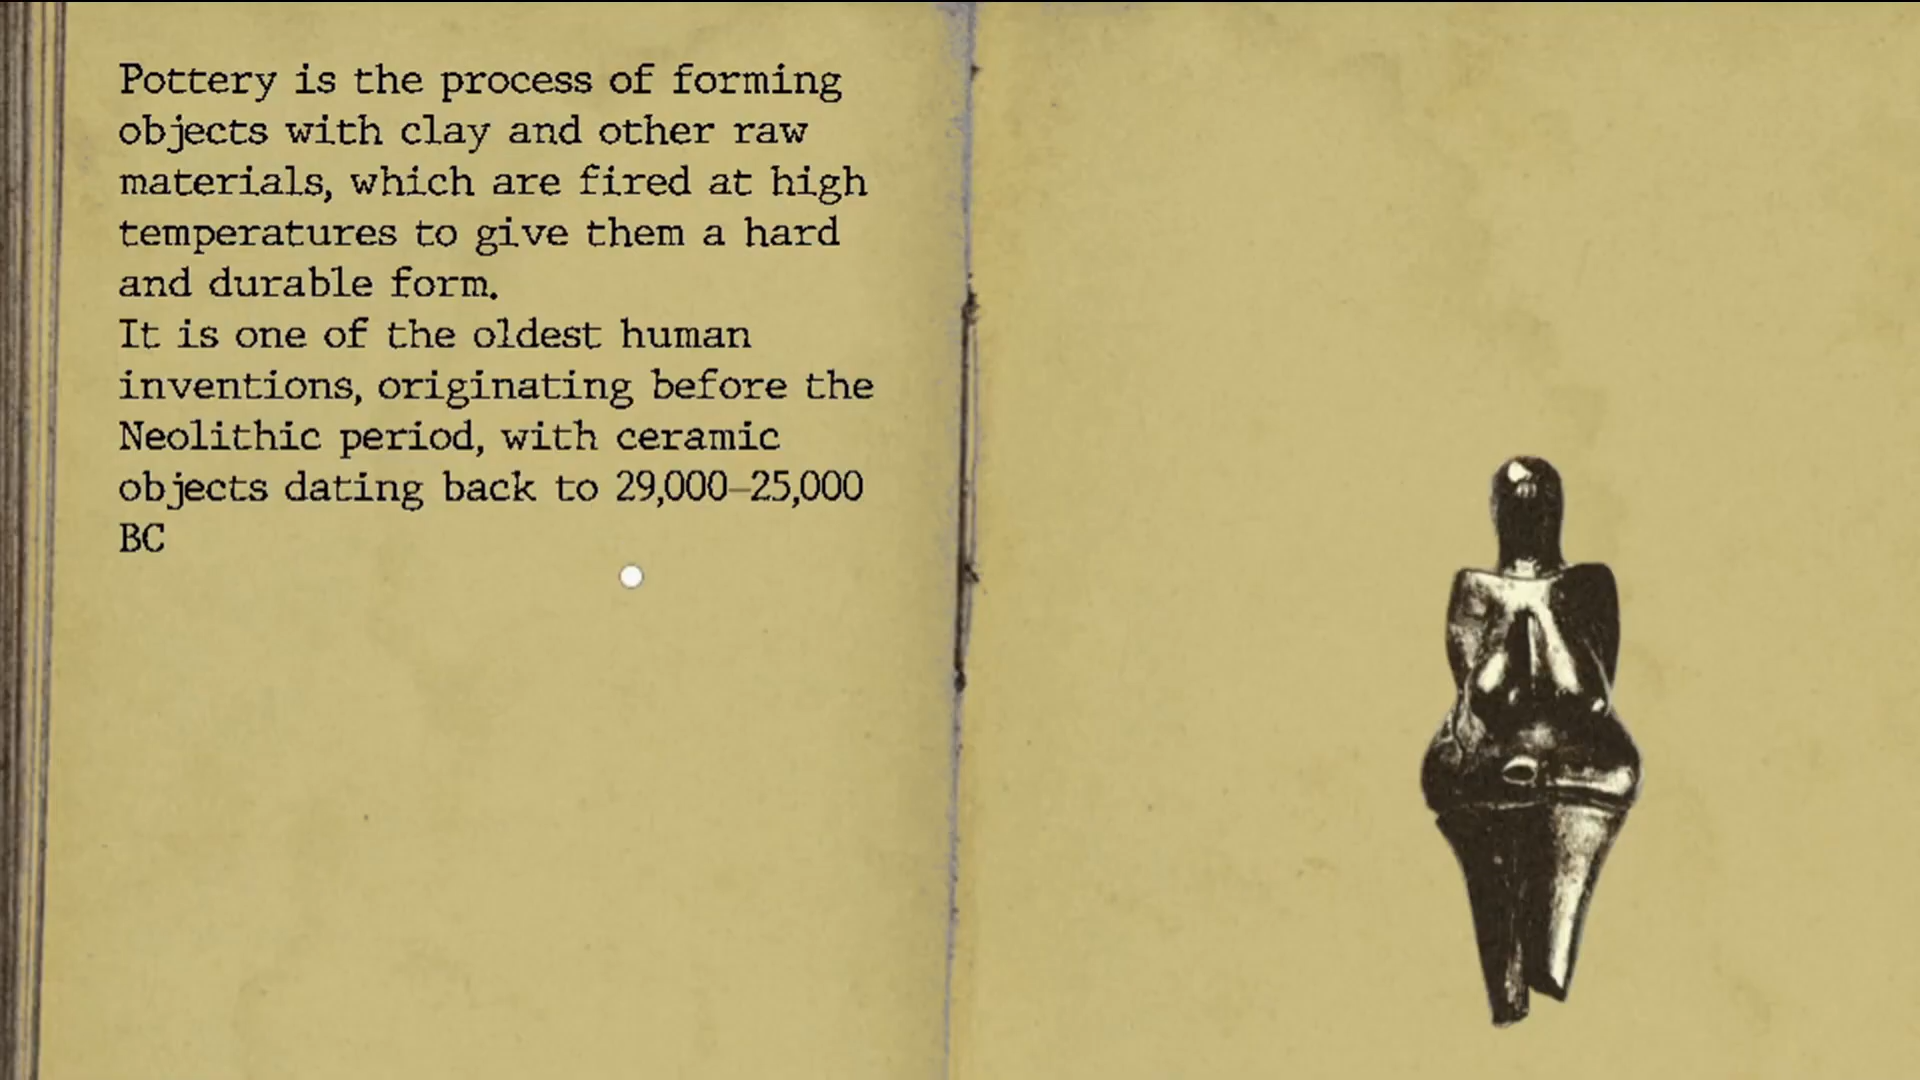 Pottery is the process of forming
objects with clay and other raw
materials, which are fired at high
temperatures to give them a hard
and durable form.
It is one of the oldest human
inventions, originating before the
Neolithic period, with ceramic
objects dating back to 29,000–25,000
BC